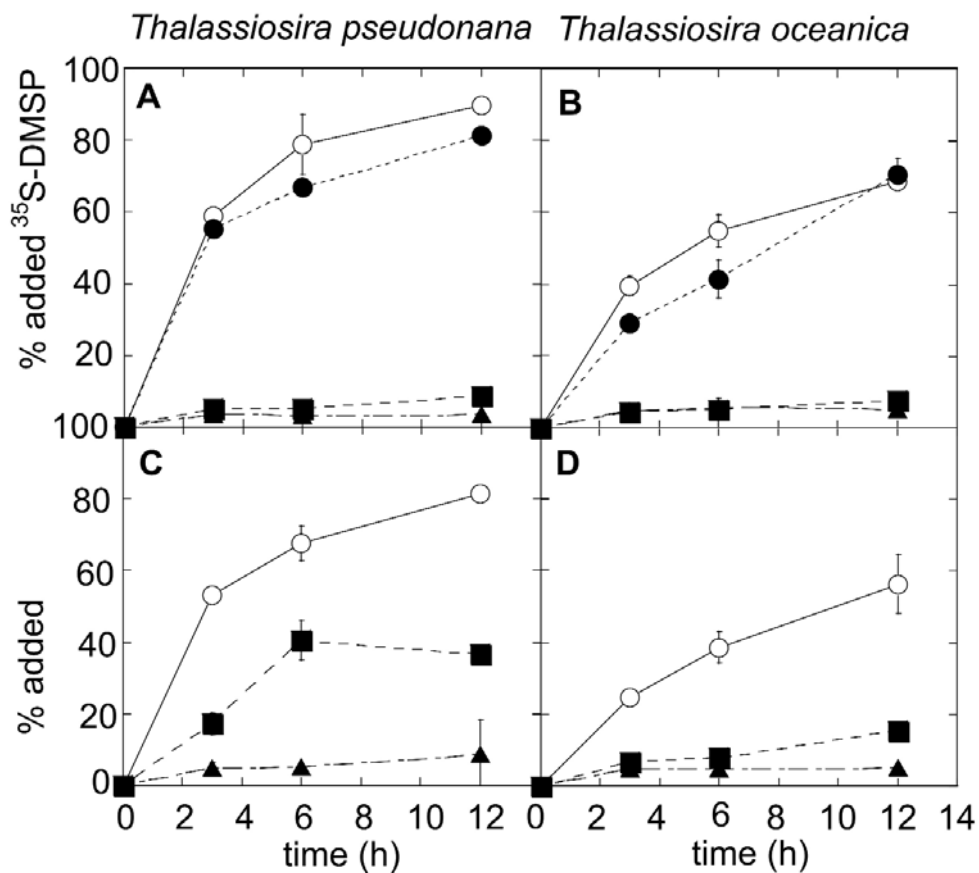 Thalassiosira pseudonana Thalassiosira oceanica
A B
% added ³⁵S-DMSP
100
80
60
40
20
100
C D
% added
80
60
40
20
0
0 2 4 6 8 10 12 0 2 4 6 8 10 12 14
time (h) time (h)